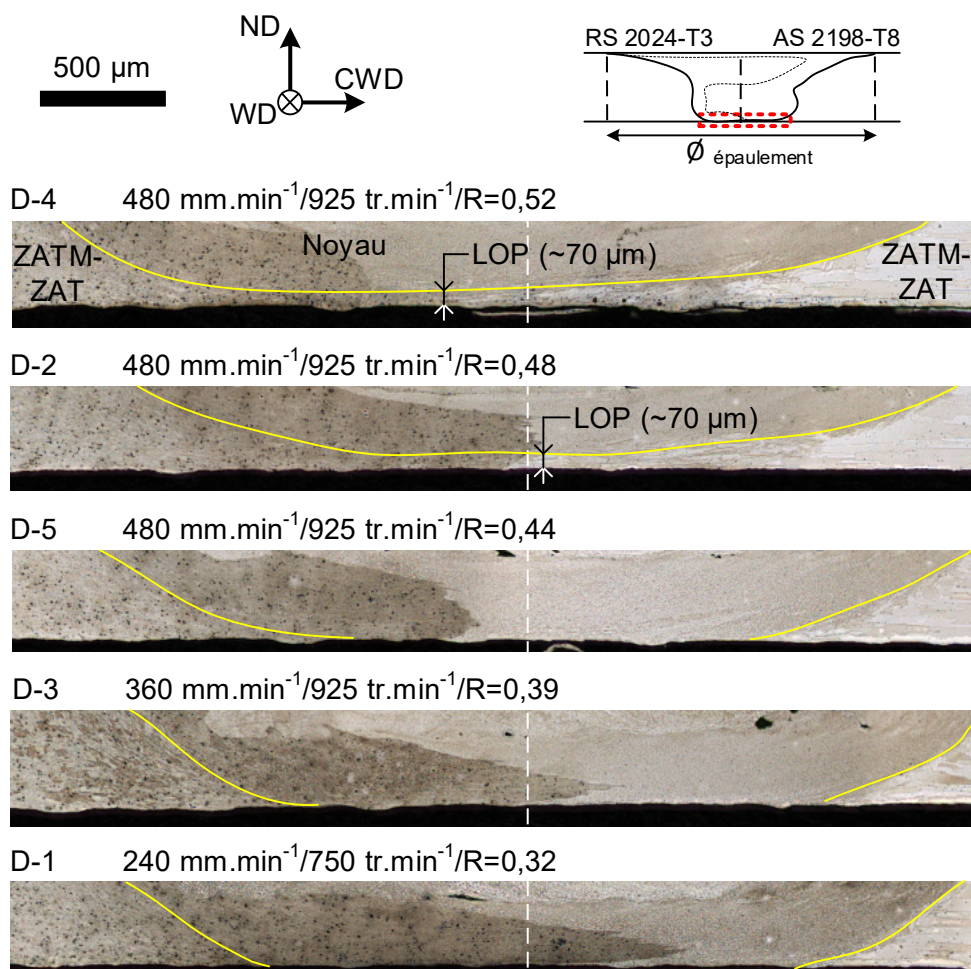 ND
RS 2024-T3 AS 2198-T8
500 µm
CWD
WD
Ø épaulement
D-4 480 mm.min⁻¹/925 tr.min⁻¹/R=0,52
ZATM-ZAT
Noyau
LOP (~70 µm)
ZATM-ZAT
D-2 480 mm.min⁻¹/925 tr.min⁻¹/R=0,48
LOP (~70 µm)
D-5 480 mm.min⁻¹/925 tr.min⁻¹/R=0,44
D-3 360 mm.min⁻¹/925 tr.min⁻¹/R=0,39
D-1 240 mm.min⁻¹/750 tr.min⁻¹/R=0,32